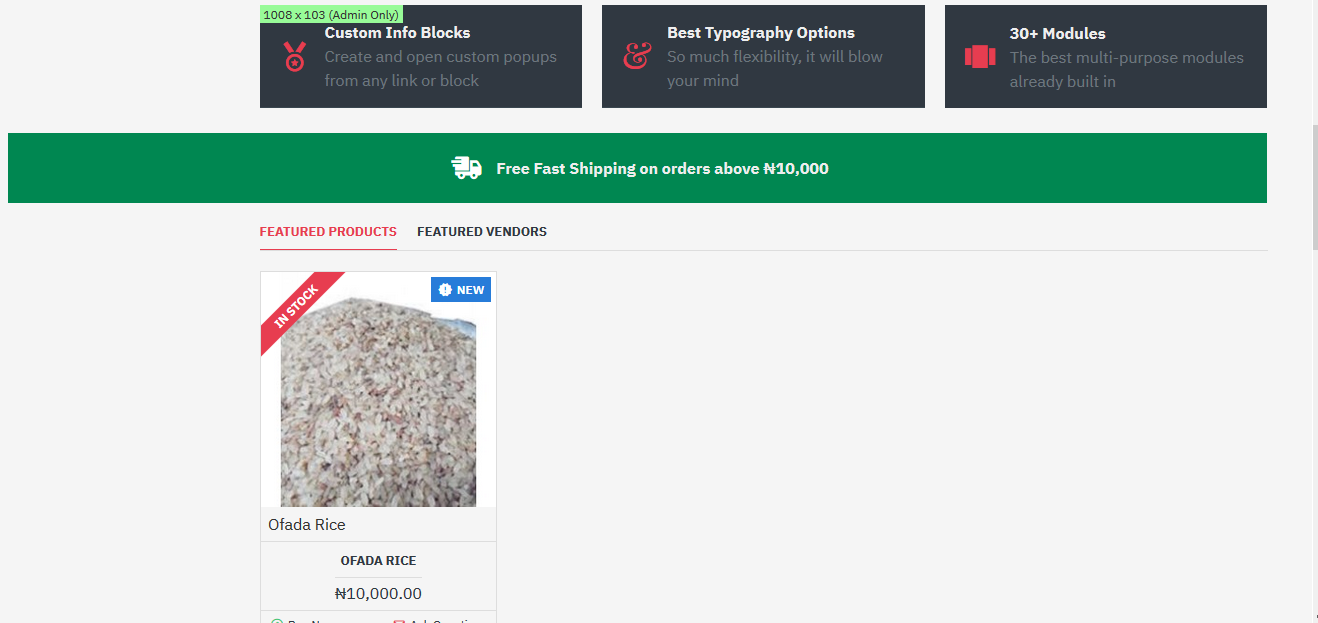 1008 x 103 (Admin Only)
Custom Info Blocks
Create and open custom popups
from any link or block
Best Typography Options
So much flexibility, it will blow
your mind
30+ Modules
The best multi-purpose modules
already built in
Free Fast Shipping on orders above ₦10,000
FEATURED PRODUCTS
FEATURED VENDORS
IN STOCK
NEW
Ofada Rice
OFADA RICE
₦10,000.00